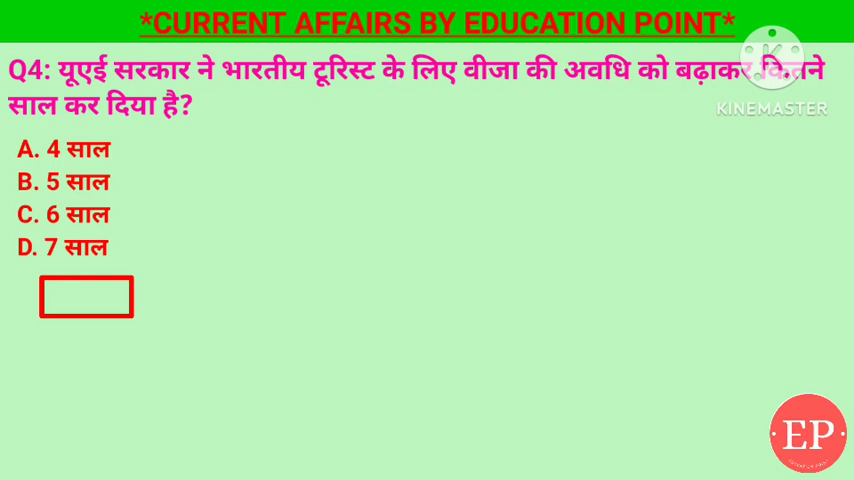 *CURRENT AFFAIRS BY EDUCATION POINT*
Q4: यूएई सरकार ने भारतीय टूरिस्ट के लिए वीजा की अवधि को बढ़ाकर कितने
साल कर दिया है?
KINEMASTER
A. 4 साल
B. 5 साल
C. 6 साल
D. 7 साल
EP